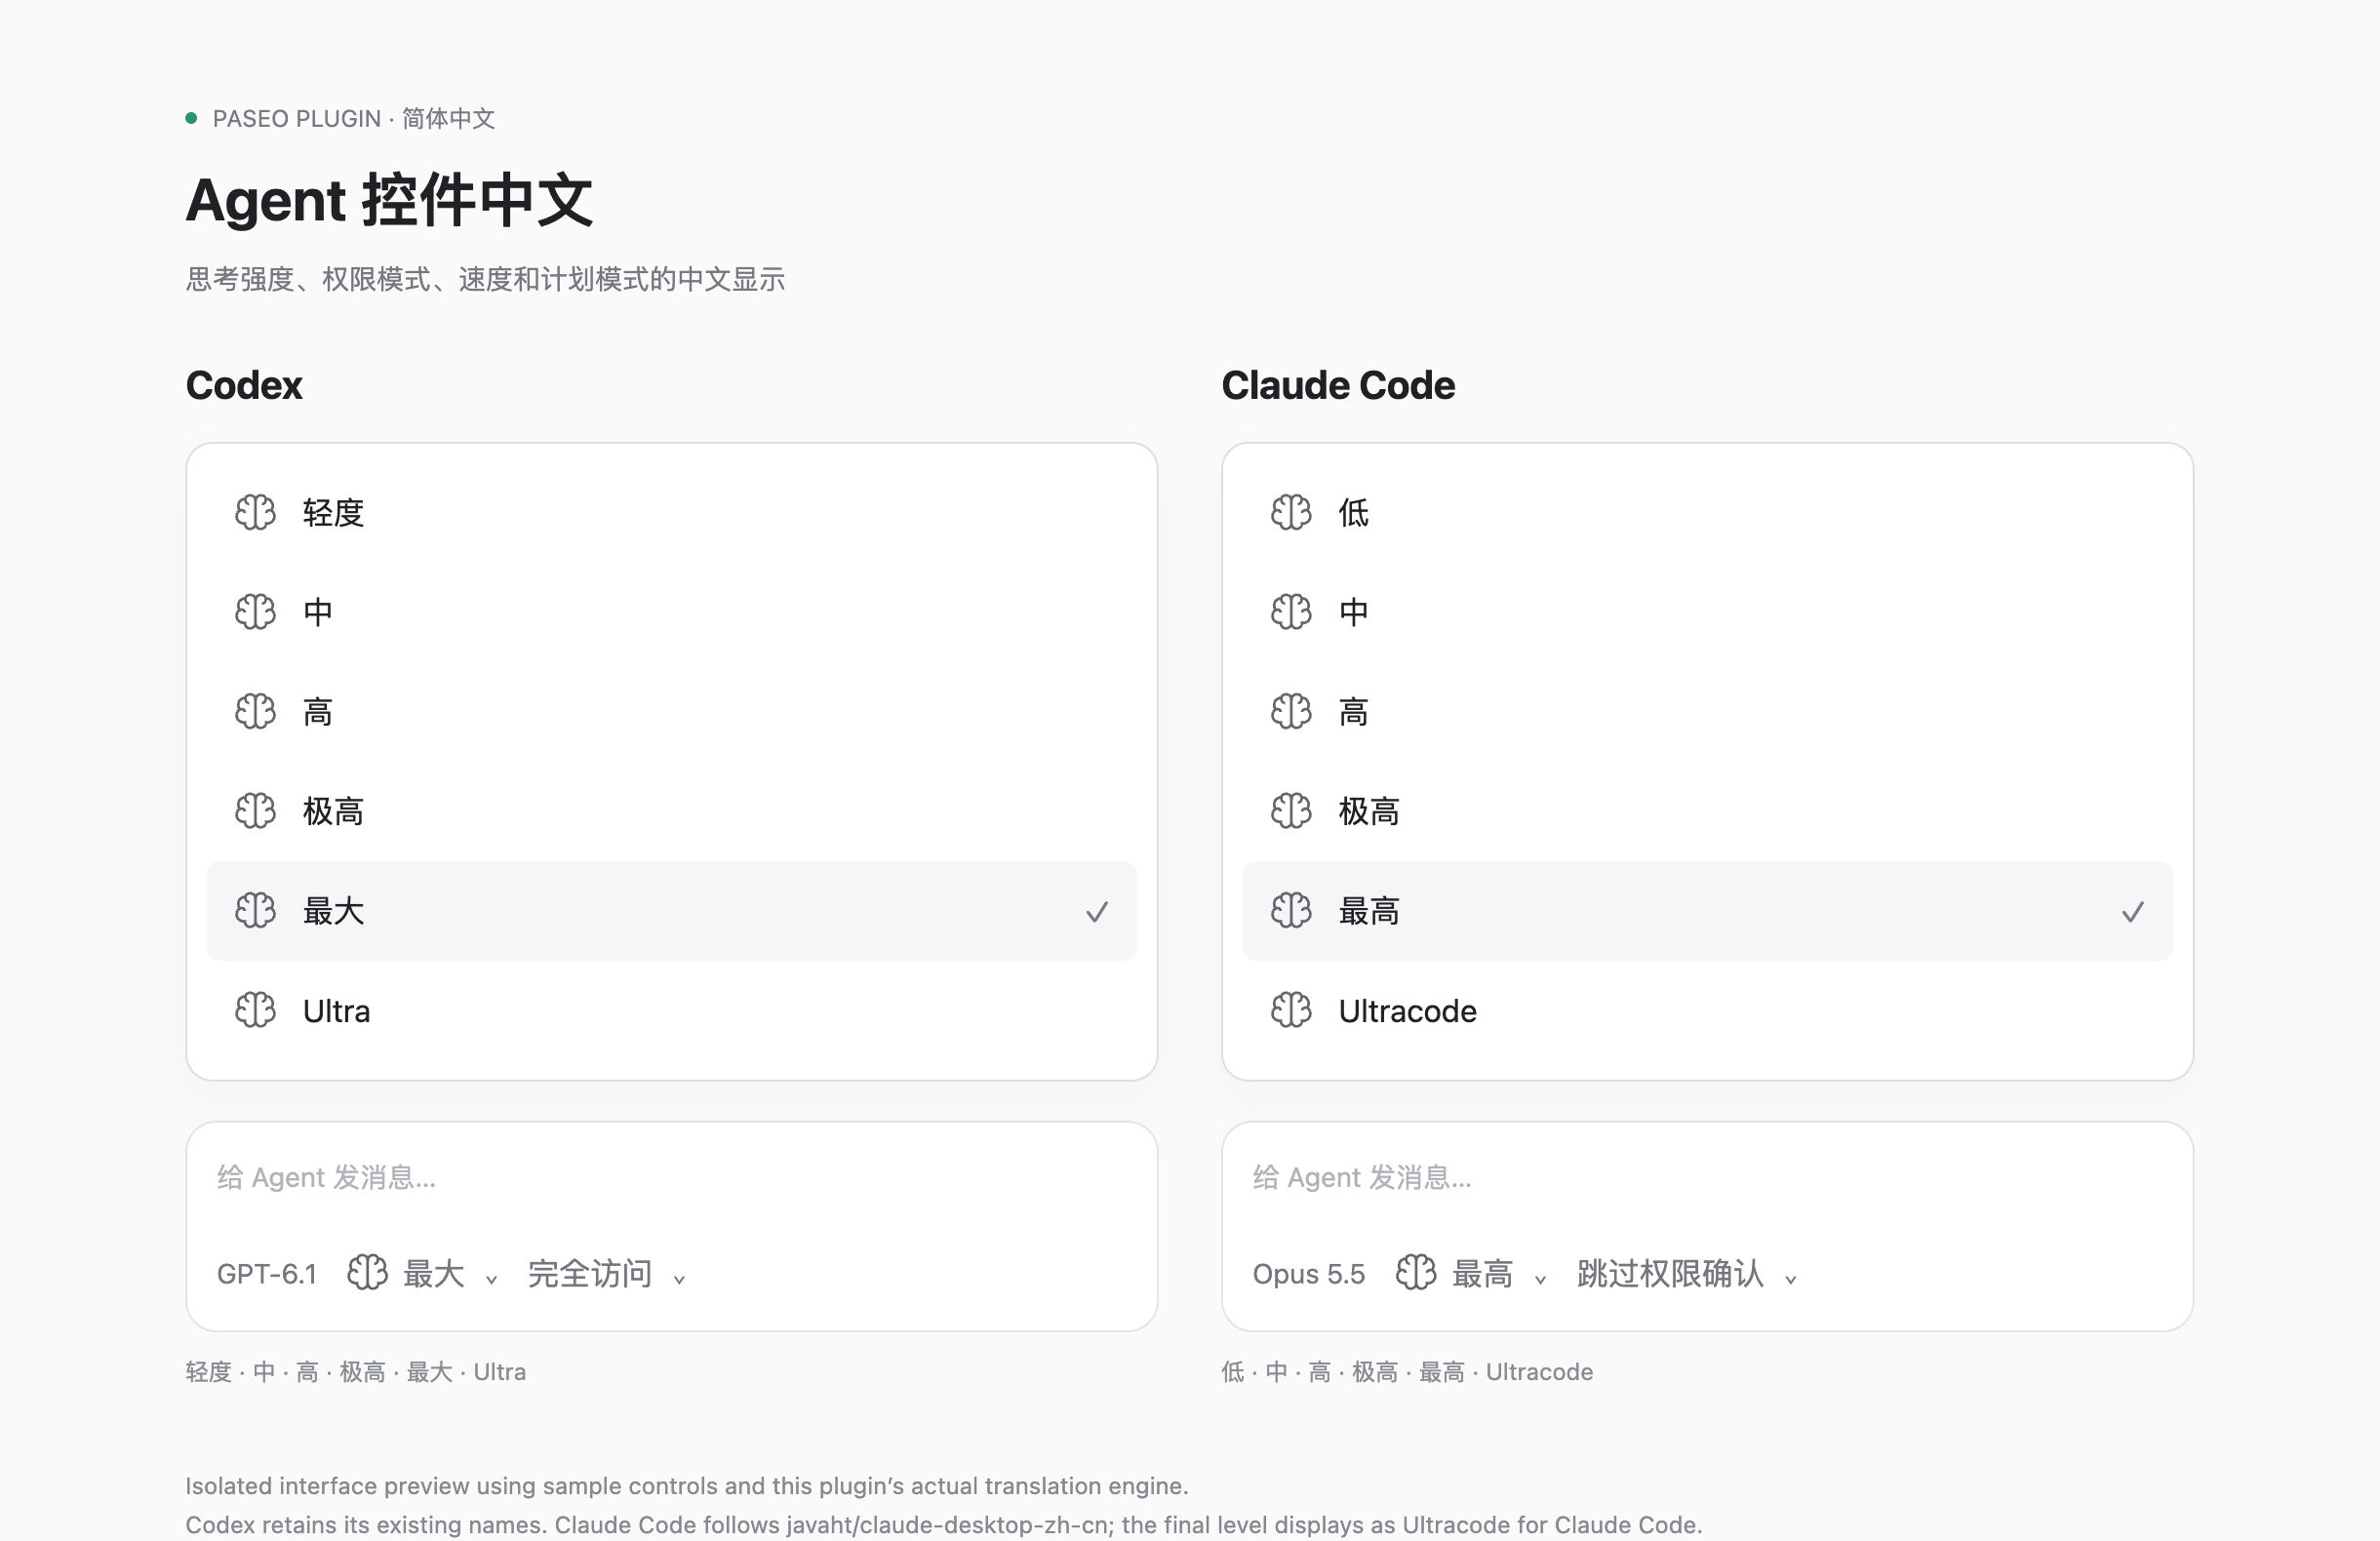 PASEO PLUGIN · 简体中文
Agent 控件中文
思考强度、权限模式、速度和计划模式的中文显示
Codex
轻度
中
高
极高
最大
Ultra
给 Agent 发消息...
GPT-6.1 最大 完全访问
轻度 · 中 · 高 · 极高 · 最大 · Ultra
Claude Code
低
中
高
极高
最高
Ultracode
给 Agent 发消息...
Opus 5.5 最高 跳过权限确认
低 · 中 · 高 · 极高 · 最高 · Ultracode
Isolated interface preview using sample controls and this plugin’s actual translation engine.
Codex retains its existing names. Claude Code follows javaht/claude-desktop-zh-cn; the final level displays as Ultracode for Claude Code.